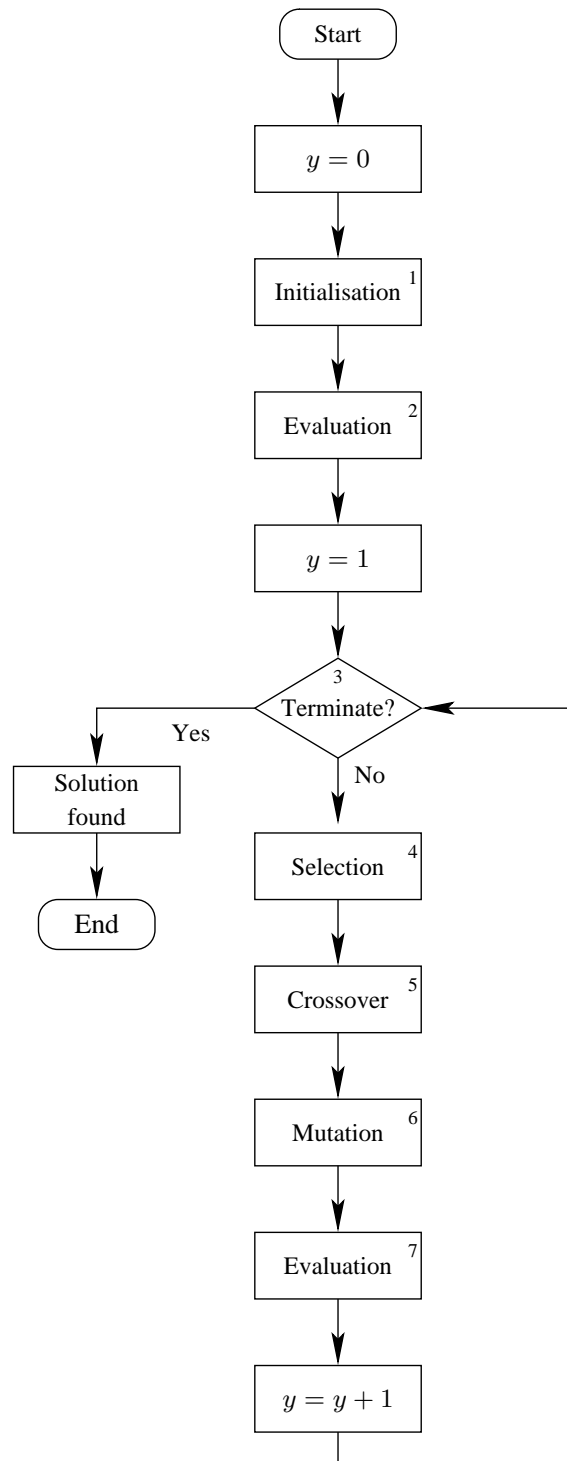 Start
y = 0
Initialisation 1
Evaluation 2
y = 1
3
Terminate?
Yes
No
Solution
found
End
Selection 4
Crossover 5
Mutation 6
Evaluation 7
y = y + 1